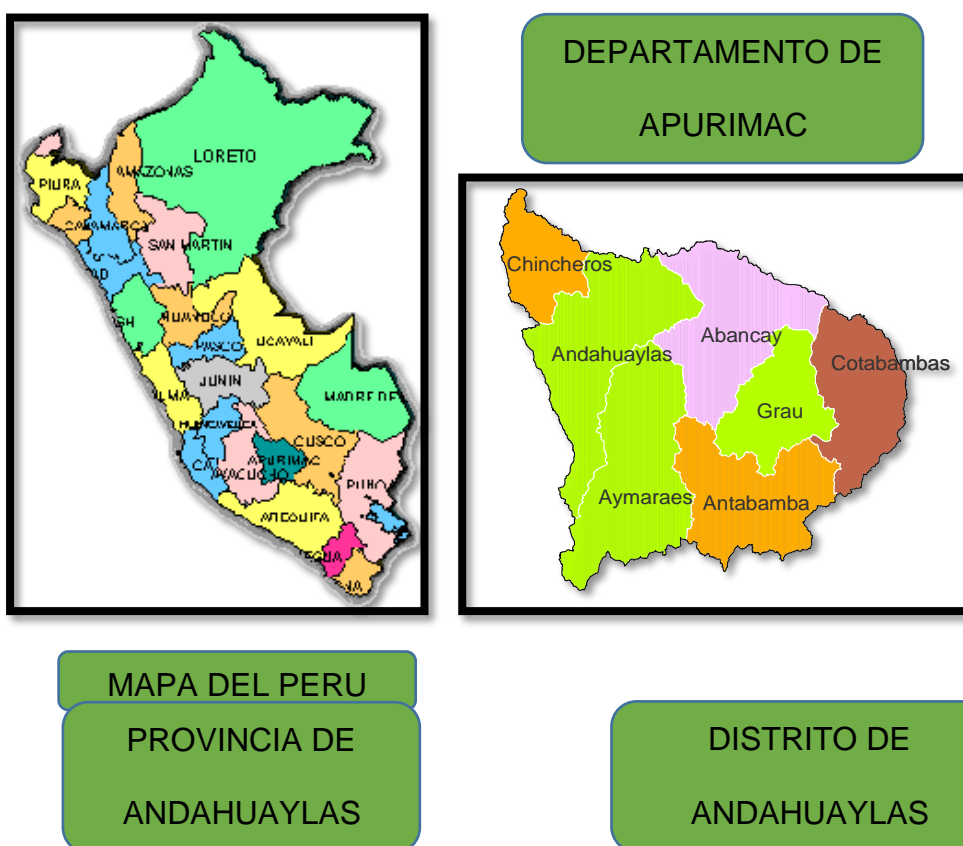 DEPARTAMENTO DE
APURIMAC
LORETO
AMAZONAS
PIURA
SAN MARTIN
UCAYALI
PASCO
JUNIN
MADRE DE
CUSCO
APURIMAC
PUNO
AREQUIPA
Chincheros
Abancay
Andahuaylas
Cotabambas
Grau
Aymaraes
Antabamba
MAPA DEL PERU
PROVINCIA DE
ANDAHUAYLAS
DISTRITO DE
ANDAHUAYLAS